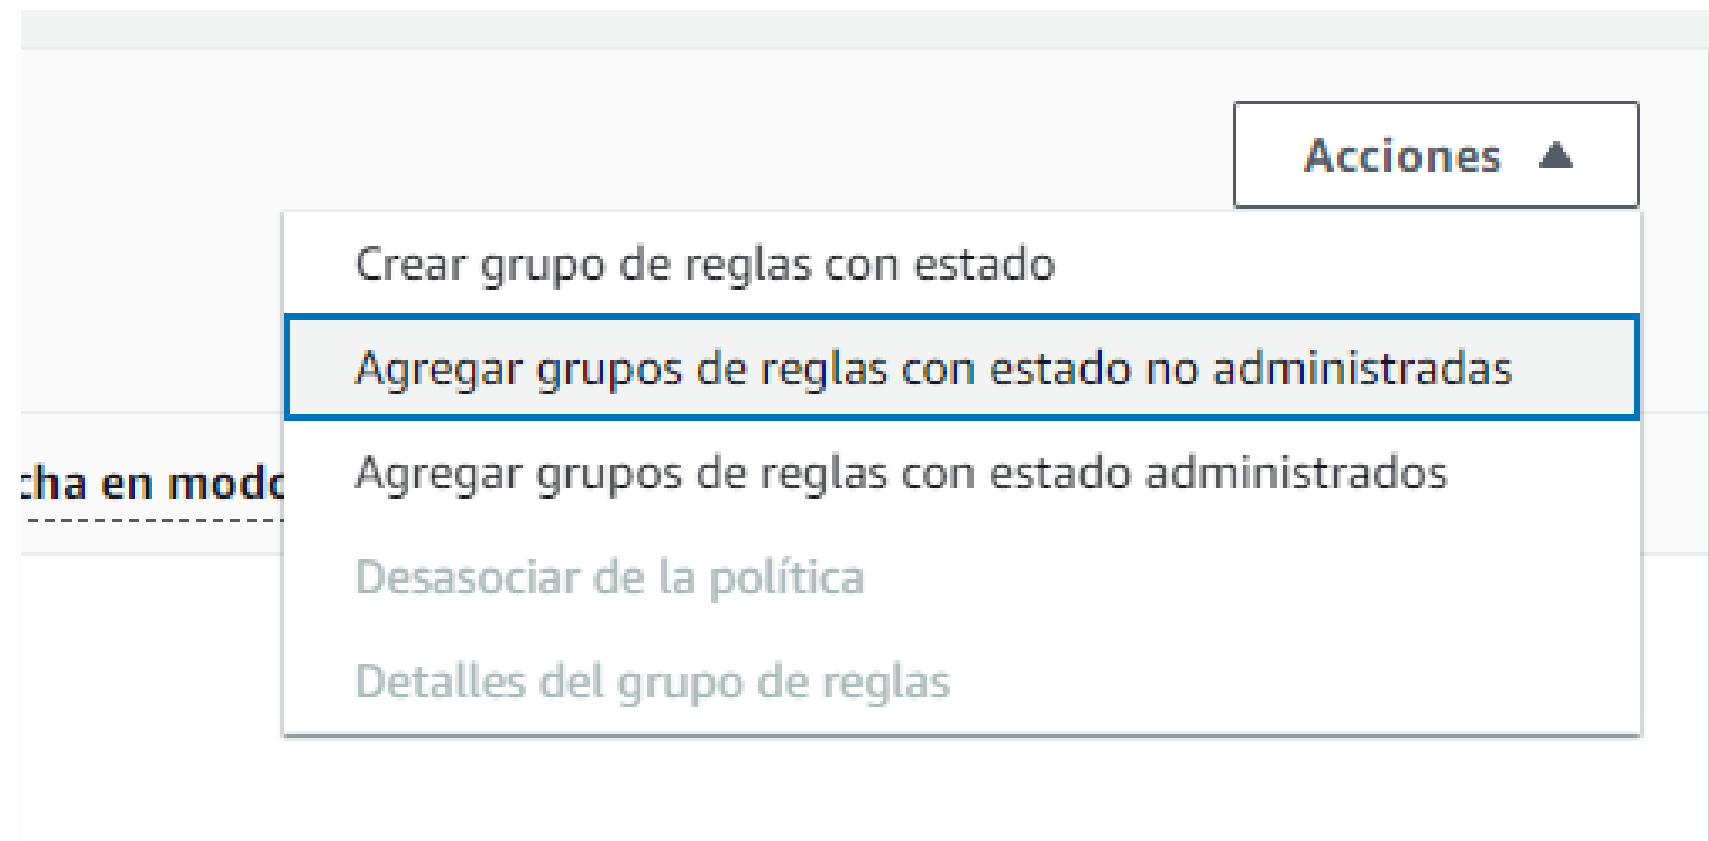 Acciones
Crear grupo de reglas con estado
Agregar grupos de reglas con estado no administradas
Agregar grupos de reglas con estado administrados
en modo
Desasociar de la política
Detalles del grupo de reglas